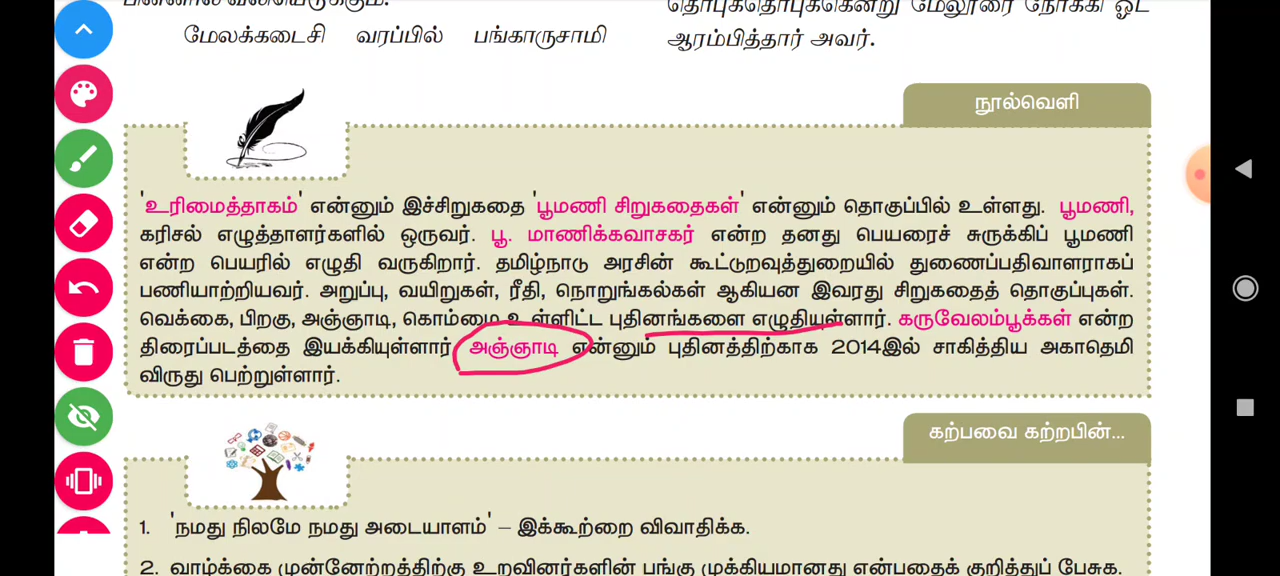 மேலக்கடைசி வரப்பில் பங்காருசாமி
ஆரம்பித்தார் அவர்.
நூல்வெளி
'உரிமைத்தாகம்' என்னும் இச்சிறுகதை 'பூமணி சிறுகதைகள்' என்னும் தொகுப்பில் உள்ளது. பூமணி,
கரிசல் எழுத்தாளர்களில் ஒருவர். பூ. மாணிக்கவாசகர் என்ற தனது பெயரைச் சுருக்கிப் பூமணி
என்ற பெயரில் எழுதி வருகிறார். தமிழ்நாடு அரசின் கூட்டுறவுத்துறையில் துணைப்பதிவாளராகப்
பணியாற்றியவர். அறுப்பு, வயிறுகள், ரீதி, நொறுங்கல்கள் ஆகியன இவரது சிறுகதைத் தொகுப்புகள்.
வெக்கை, பிறகு, அஞ்ஞாடி, கொம்மை உள்ளிட்ட புதினங்களை எழுதியுள்ளார். கருவேலம்பூக்கள் என்ற
திரைப்படத்தை இயக்கியுள்ளார் அஞ்ஞாடி என்னும் புதினத்திற்காக 2014இல் சாகித்திய அகாதெமி
விருது பெற்றுள்ளார்.
கற்பவை கற்றபின்...
1. 'நமது நிலமே நமது அடையாளம்' – இக்கூற்றை விவாதிக்க.
2. வாழ்க்கை முன்னேற்றத்திற்கு உறவினர்களின் பங்கு முக்கியமானது என்பதைக் குறித்துப் பேசுக.